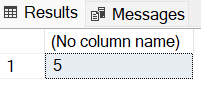 Results Messages
(No column name)
1 5